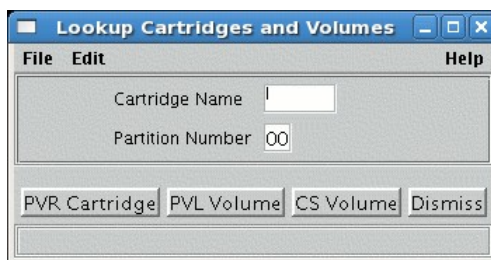 Lookup Cartridges and Volumes
File Edit Help
Cartridge Name
Partition Number 00
PVR Cartridge PVL Volume CS Volume Dismiss